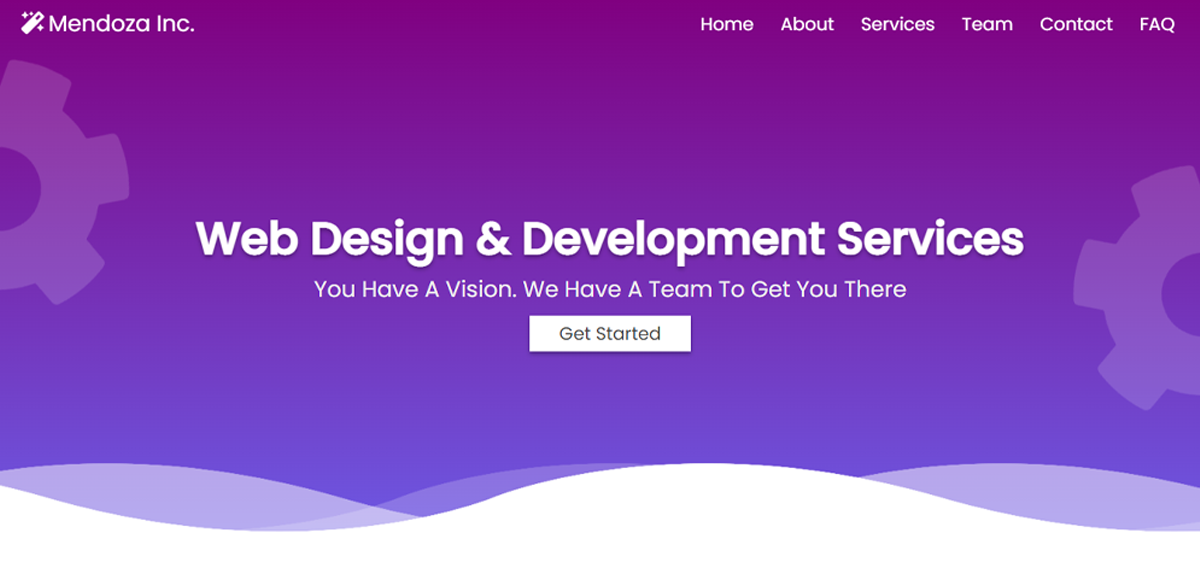 Mendoza Inc.
Home About Services Team Contact FAQ
Web Design & Development Services
You Have A Vision. We Have A Team To Get You There
Get Started